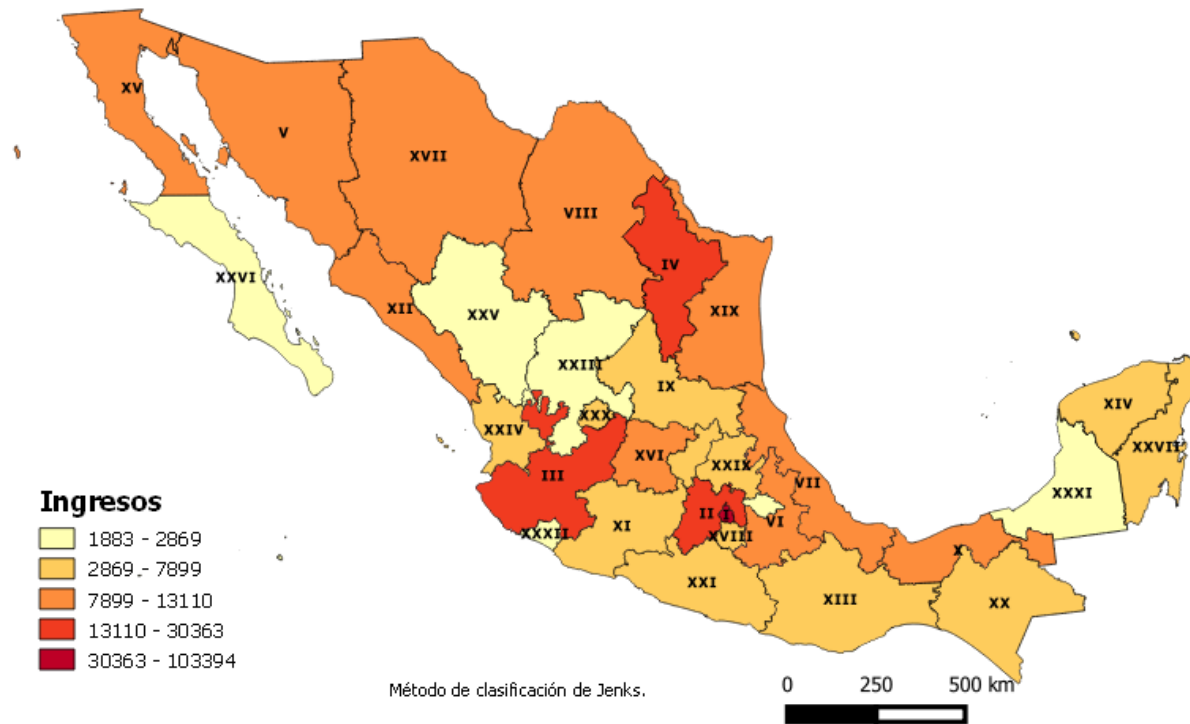 XV
V
XVII
VIII
IV
XXVI
XII
XXV
XIX
XXIII
IX
XXIV
XXX
XIV
III
XVI
XXIX
XXVII
VII
XXXI
II
I
VI
XXXII
XI
XVIII
X
XXI
XIII
XX
Ingresos
1883 - 2869
2869 - 7899
7899 - 13110
13110 - 30363
30363 - 103394
Método de clasificación de Jenks.
0 250 500 km